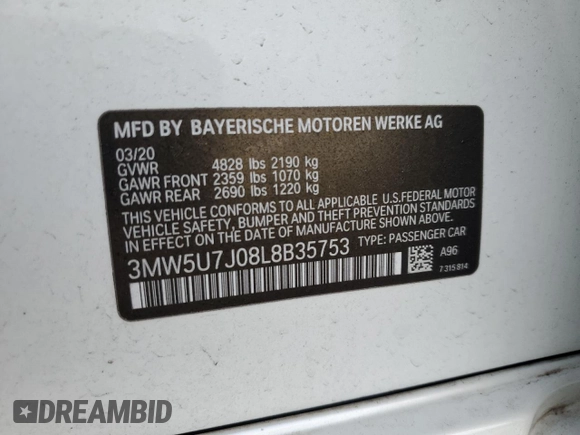 MFD BY BAYERISCHE MOTOREN WERKE AG
03/20
GVWR 4828 lbs 2190 kg
GAWR FRONT 2359 lbs 1070 kg
GAWR REAR 2690 lbs 1220 kg
THIS VEHICLE CONFORMS TO ALL APPLICABLE U.S.FEDERAL MOTOR
VEHICLE SAFETY, BUMPER AND THEFT PREVENTION STANDARDS
IN EFFECT ON THE DATE OF MANUFACTURE SHOWN ABOVE.
3MW5U7J08L8B35753 TYPE: PASSENGER CAR
A96
7 315 814
DREAMBID